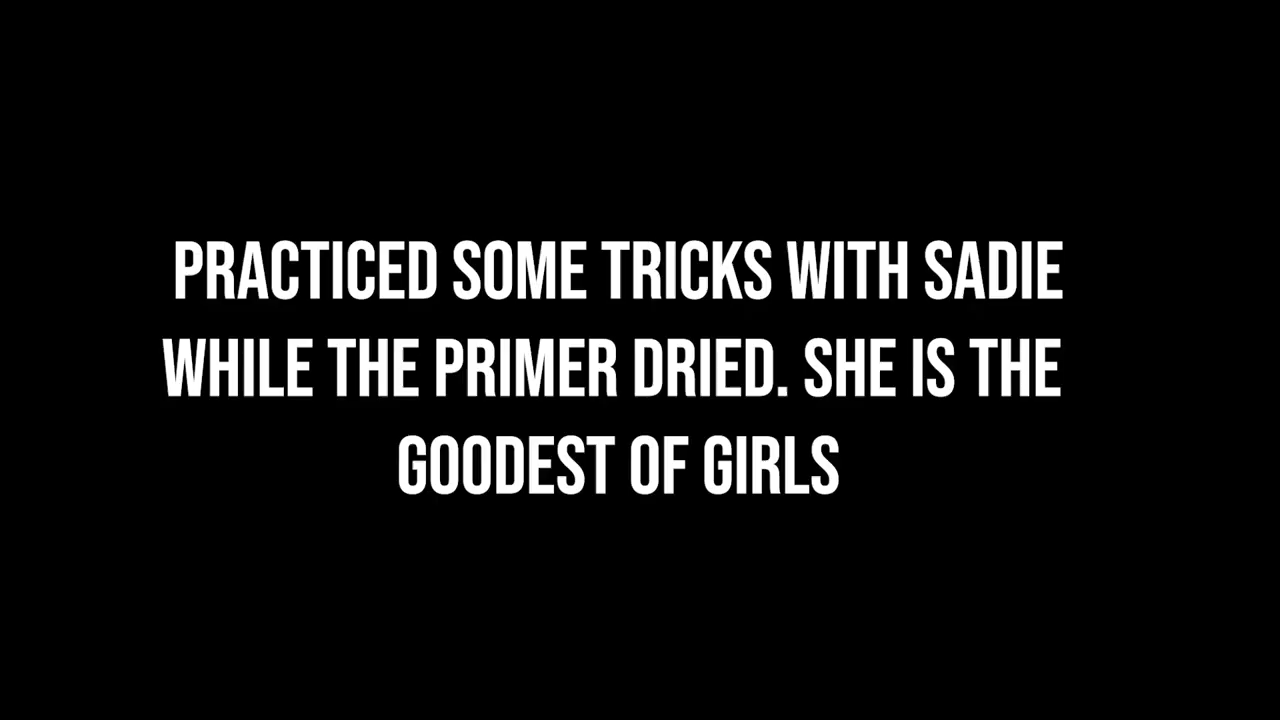 PRACTICED SOME TRICKS WITH SADIE
WHILE THE PRIMER DRIED. SHE IS THE
GOODEST OF GIRLS